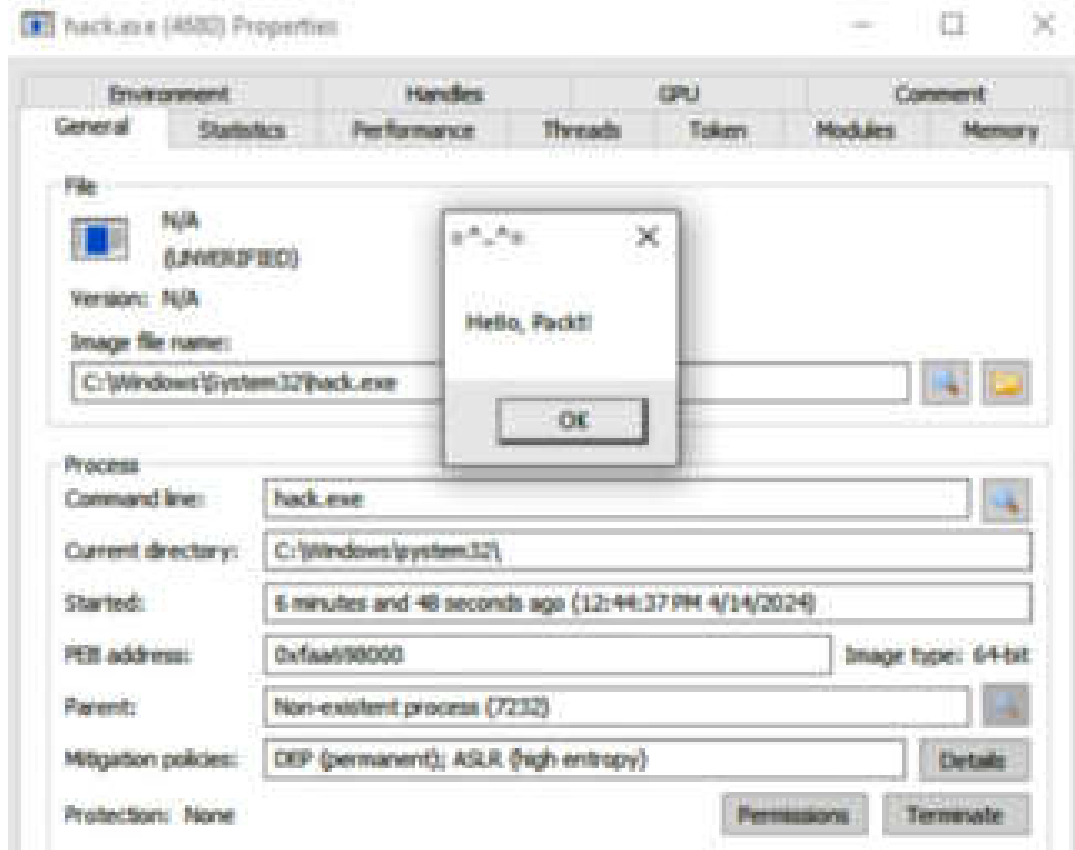 hack.exe (4680) Properties
Environment Handles GPU Comment
General Statistics Performance Threads Token Modules Memory
File
N/A
(UNVERIFIED)
Version: N/A
Image file name:
C:\Windows\System32\hack.exe
=^..^=
Hello, Packt!
OK
Process
Command line: hack.exe
Current directory: C:\Windows\system32\
Started: 6 minutes and 48 seconds ago (12:44:37 PM 4/14/2024)
PEB address: 0xfaa698000 Image type: 64-bit
Parent: Non-existent process (7232)
Mitigation policies: DEP (permanent); ASLR (high entropy) Details
Protection: None Permissions Terminate